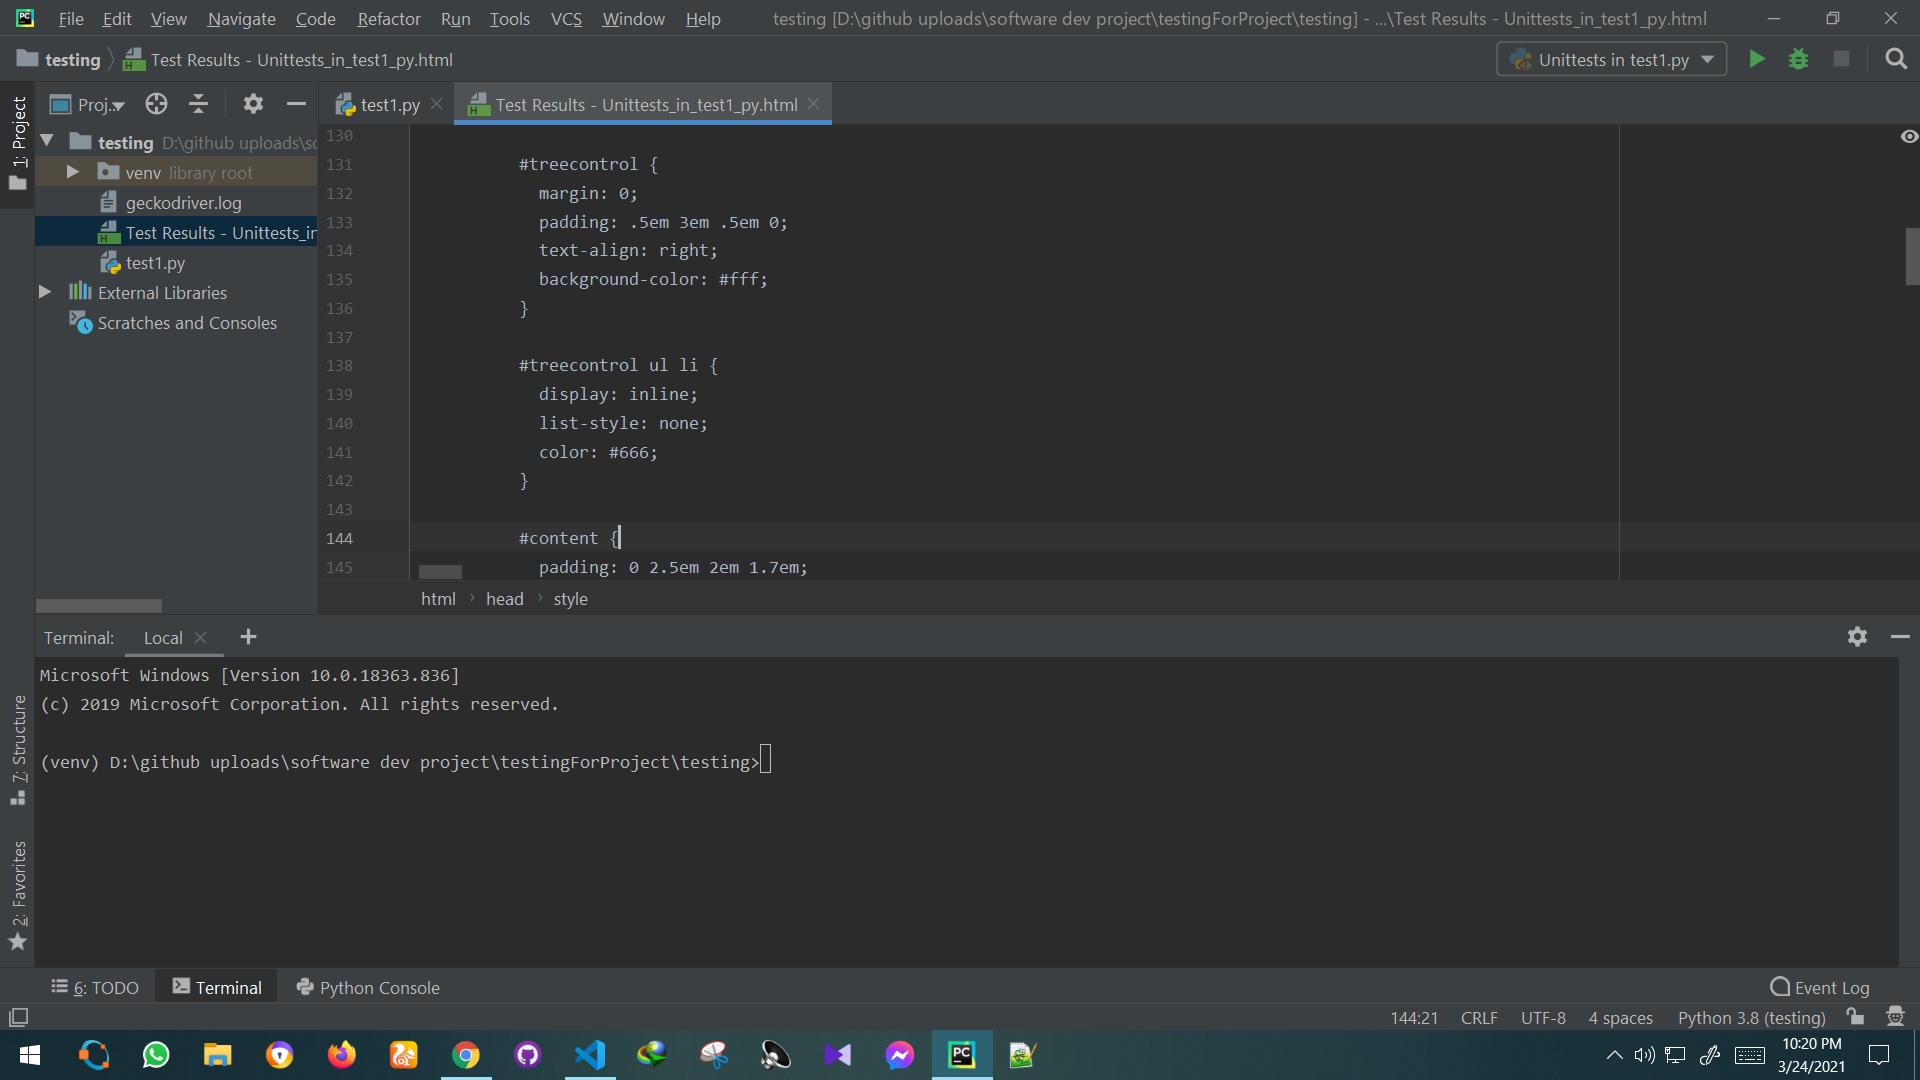 File Edit View Navigate Code Refactor Run Tools VCS Window Help testing [D:\github uploads\software dev project\testingForProject\testing] - ...\Test Results - Unittests_in_test1_py.html
testing Test Results - Unittests_in_test1_py.html Unittests in test1.py
1: Project
Proj..
test1.py Test Results - Unittests_in_test1_py.html
testing D:\github uploads\sc
venv library root
geckodriver.log
Test Results - Unittests_in
test1.py
External Libraries
Scratches and Consoles
130
131 #treecontrol {
132 margin: 0;
133 padding: .5em 3em .5em 0;
134 text-align: right;
135 background-color: #fff;
136 }
137
138 #treecontrol ul li {
139 display: inline;
140 list-style: none;
141 color: #666;
142 }
143
144 #content {
145 padding: 0 2.5em 2em 1.7em;
html head style
Terminal: Local
Microsoft Windows [Version 10.0.18363.836]
(c) 2019 Microsoft Corporation. All rights reserved.
(venv) D:\github uploads\software dev project\testingForProject\testing>
7: Structure
2: Favorites
6: TODO Terminal Python Console Event Log
144:21 CRLF UTF-8 4 spaces Python 3.8 (testing)
10:20 PM
3/24/2021